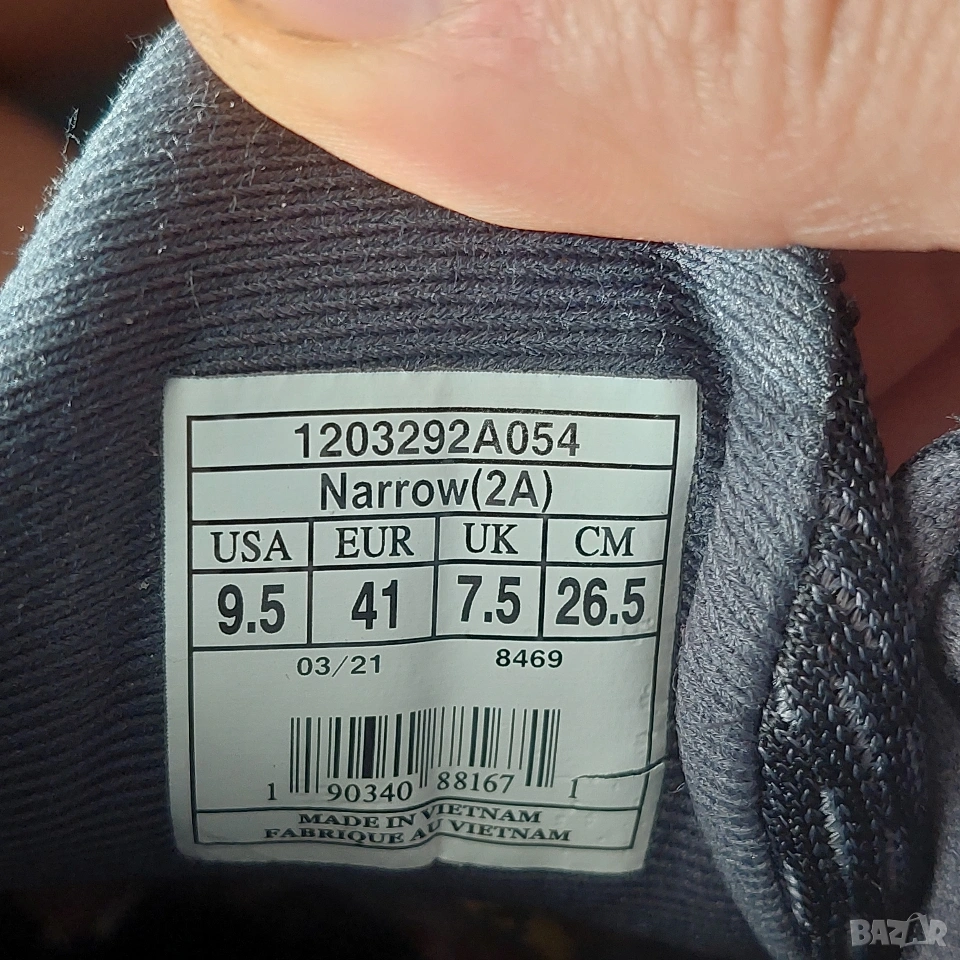 1203292A054
Narrow(2A)
USA EUR UK CM
9.5 41 7.5 26.5
03/21 8469
1 90340 88167 1
MADE IN VIETNAM
FABRIQUE AU VIETNAM
BAZAR